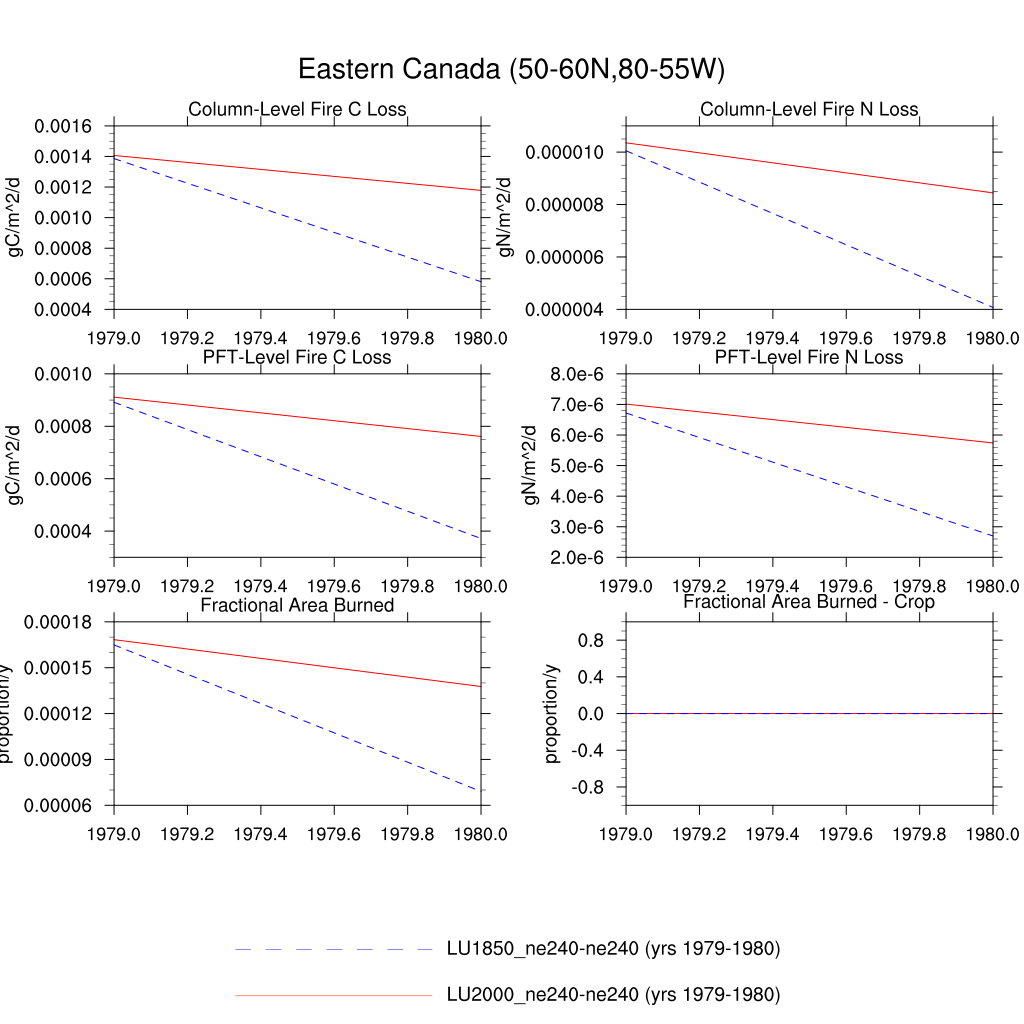 Eastern Canada (50-60N,80-55W)
Column-Level Fire C Loss
gC/m^2/d
0.0016
0.0014
0.0012
0.0010
0.0008
0.0006
0.0004
1979.0 1979.2 1979.4 1979.6 1979.8 1980.0
Column-Level Fire N Loss
gN/m^2/d
0.000010
0.000008
0.000006
0.000004
1979.0 1979.2 1979.4 1979.6 1979.8 1980.0
PFT-Level Fire C Loss
gC/m^2/d
0.0010
0.0008
0.0006
0.0004
1979.0 1979.2 1979.4 1979.6 1979.8 1980.0
PFT-Level Fire N Loss
gN/m^2/d
8.0e-6
7.0e-6
6.0e-6
5.0e-6
4.0e-6
3.0e-6
2.0e-6
1979.0 1979.2 1979.4 1979.6 1979.8 1980.0
Fractional Area Burned
proportion/y
0.00018
0.00015
0.00012
0.00009
0.00006
1979.0 1979.2 1979.4 1979.6 1979.8 1980.0
Fractional Area Burned - Crop
proportion/y
0.8
0.4
0.0
-0.4
-0.8
1979.0 1979.2 1979.4 1979.6 1979.8 1980.0
LU1850_ne240-ne240 (yrs 1979-1980)
LU2000_ne240-ne240 (yrs 1979-1980)